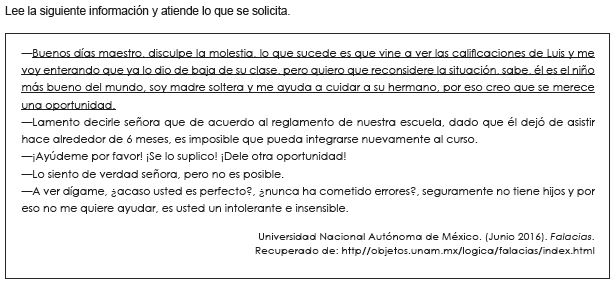 Lee la siguiente información y atiende lo que se solicita.
—Buenos días maestro, disculpe la molestia, lo que sucede es que vine a ver las calificaciones de Luis y me
voy enterando que ya lo dio de baja de su clase, pero quiero que reconsidere la situación, sabe, él es el niño
más bueno del mundo, soy madre soltera y me ayuda a cuidar a su hermano, por eso creo que se merece
una oportunidad.
—Lamento decirle señora que de acuerdo al reglamento de nuestra escuela, dado que él dejó de asistir
hace alrededor de 6 meses, es imposible que pueda integrarse nuevamente al curso.
—¡Ayúdeme por favor! ¡Se lo suplico! ¡Dele otra oportunidad!
—Lo siento de verdad señora, pero no es posible.
—A ver dígame, ¿acaso usted es perfecto?, ¿nunca ha cometido errores?, seguramente no tiene hijos y por
eso no me quiere ayudar, es usted un intolerante e insensible.
Universidad Nacional Autónoma de México. (Junio 2016). Falacias.
Recuperado de: http//objetos.unam.mx/logica/falacias/index.html